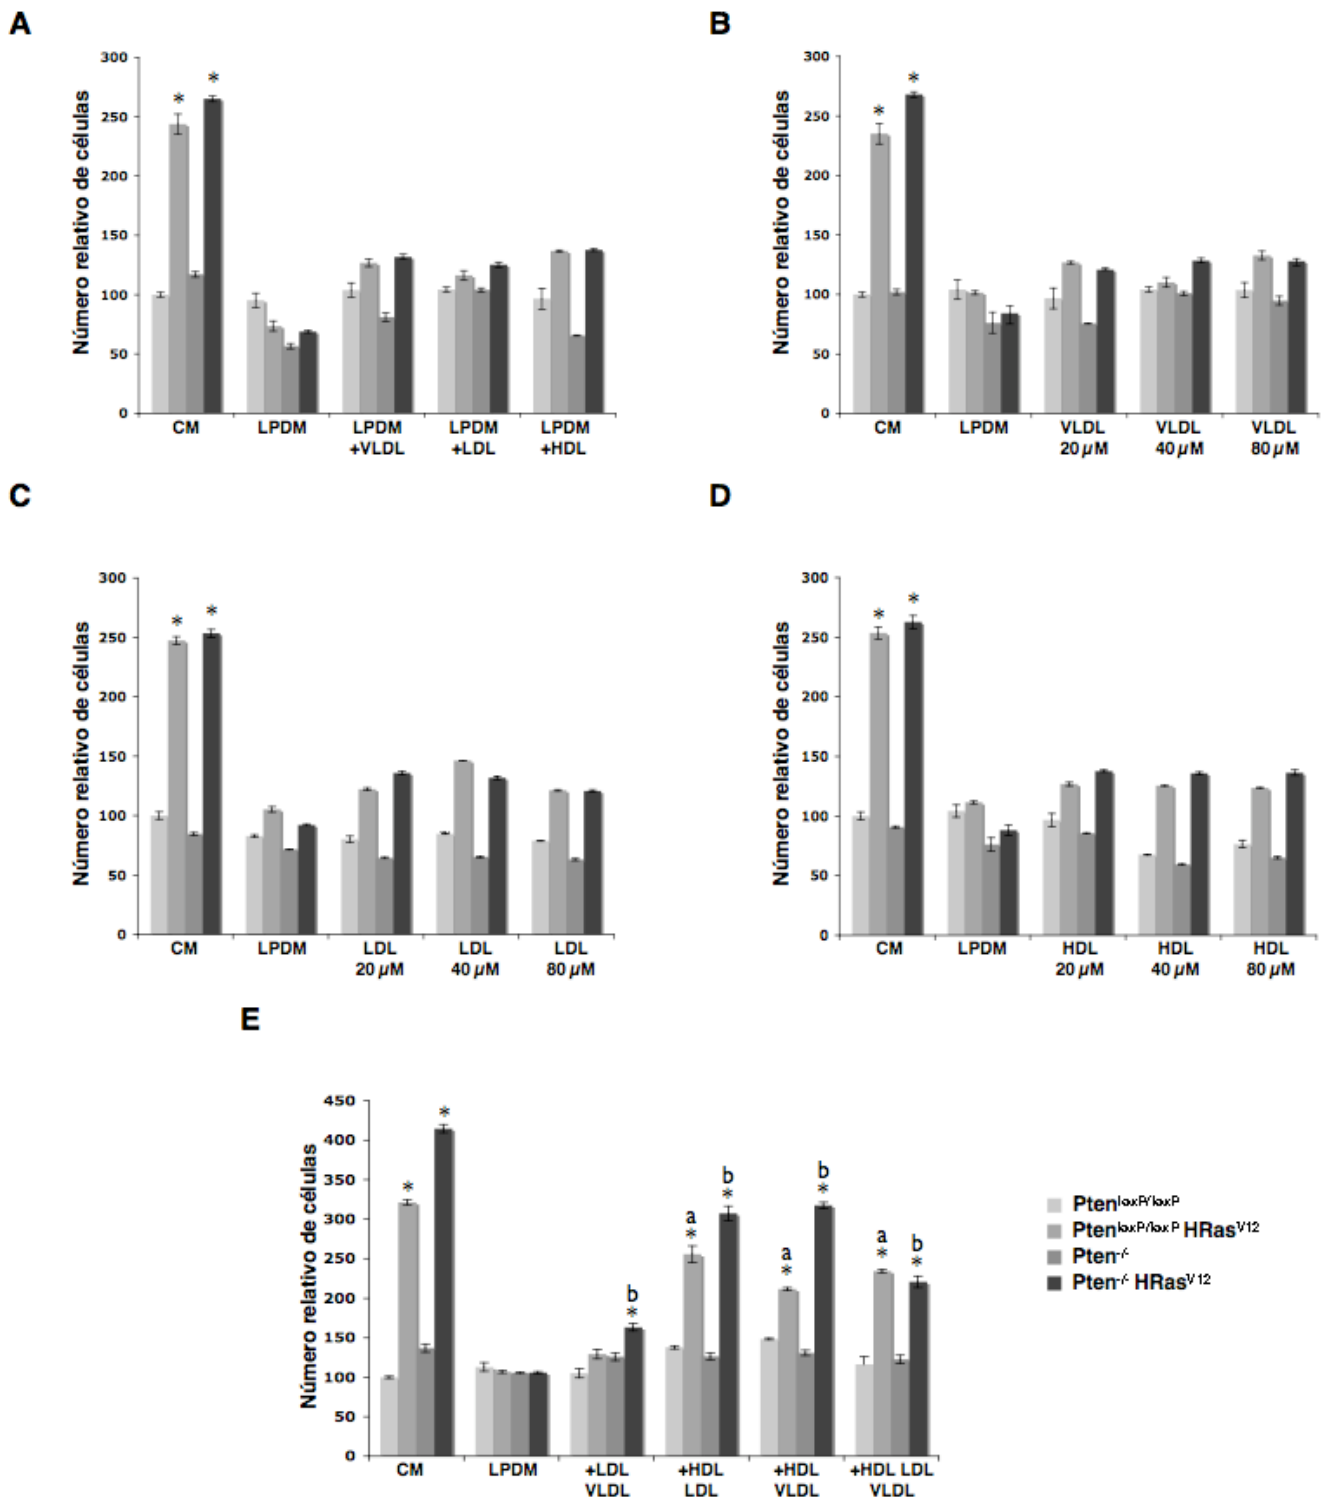 A
Número relativo de células
300
250
200
150
100
50
0
* *
CM LPDM LPDM +VLDL LPDM +LDL LPDM +HDL
B
Número relativo de células
300
250
200
150
100
50
0
* *
CM LPDM VLDL 20 µM VLDL 40 µM VLDL 80 µM
C
Número relativo de células
300
250
200
150
100
50
0
* *
CM LPDM LDL 20 µM LDL 40 µM LDL 80 µM
D
Número relativo de células
300
250
200
150
100
50
0
* *
CM LPDM HDL 20 µM HDL 40 µM HDL 80 µM
E
Número relativo de células
450
400
350
300
250
200
150
100
50
0
* *
b *
a * b *
a * b *
a * b *
CM LPDM +LDL VLDL +HDL LDL +HDL VLDL +HDL LDL VLDL
Pten loxP/loxP
Pten loxP/loxP HRas V12
Pten -/-
Pten -/- HRas V12